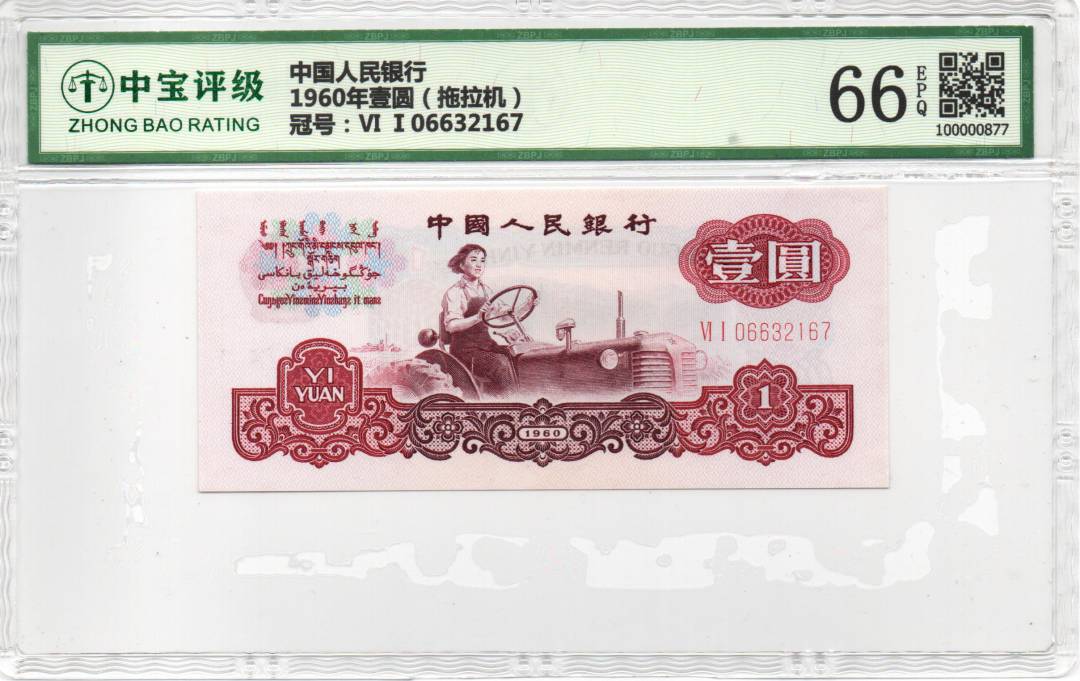 中宝评级
ZHONG BAO RATING
中国人民银行
1960年壹圆（拖拉机）
冠号：VI I 06632167
66
EPQ
100000877
中國人民銀行
壹圓
VI I 06632167
YI
YUAN
1960
1